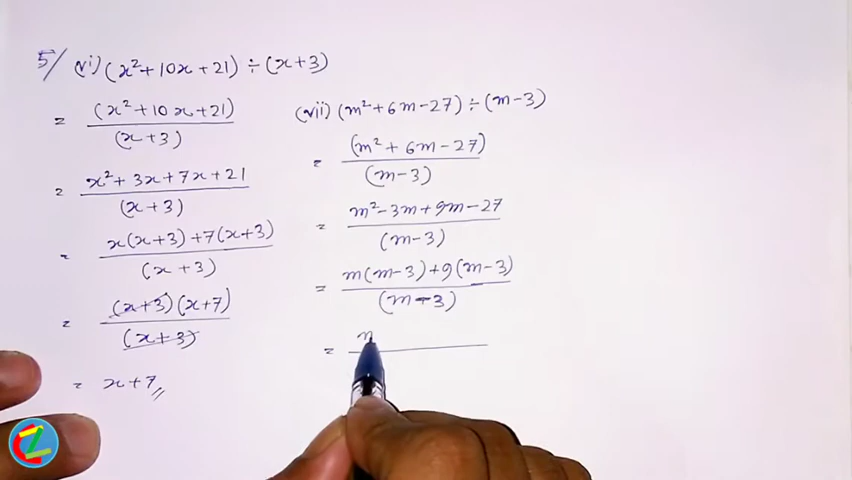 5/ (vi) (x²+10x+21) ÷ (x+3)
= (x²+10x+21)
(x+3)
= x²+3x+7x+21
(x+3)
= x(x+3)+7(x+3)
(x+3)
= (x+3)(x+7)
(x+3)
= x+7
(vii) (m²+6m-27) ÷ (m-3)
= (m²+6m-27)
(m-3)
= m²-3m+9m-27
(m-3)
= m(m-3)+9(m-3)
(m-3)
=